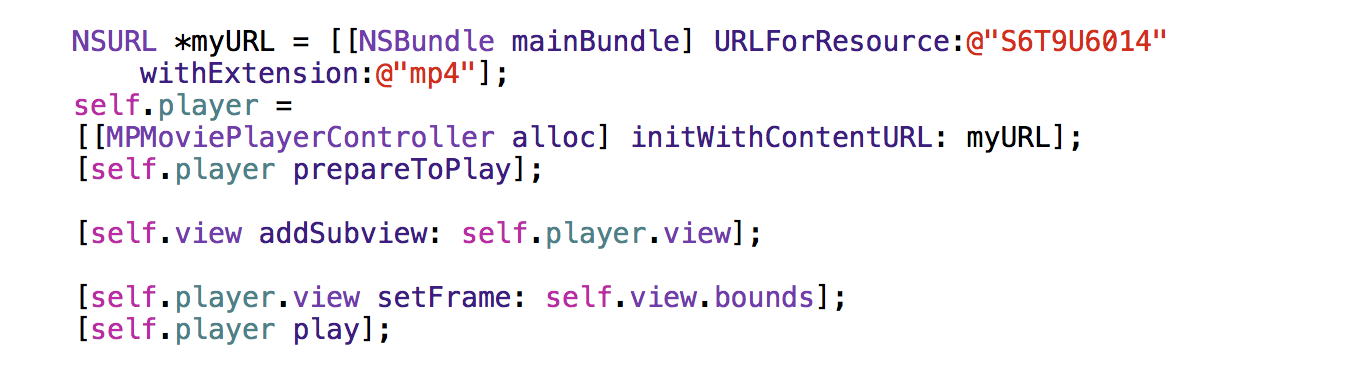 NSURL *myURL = [[NSBundle mainBundle] URLForResource:@"S6T9U6014"
withExtension:@"mp4"];
self.player =
[[MPMoviePlayerController alloc] initWithContentURL: myURL];
[self.player prepareToPlay];
[self.view addSubview: self.player.view];
[self.player.view setFrame: self.view.bounds];
[self.player play];